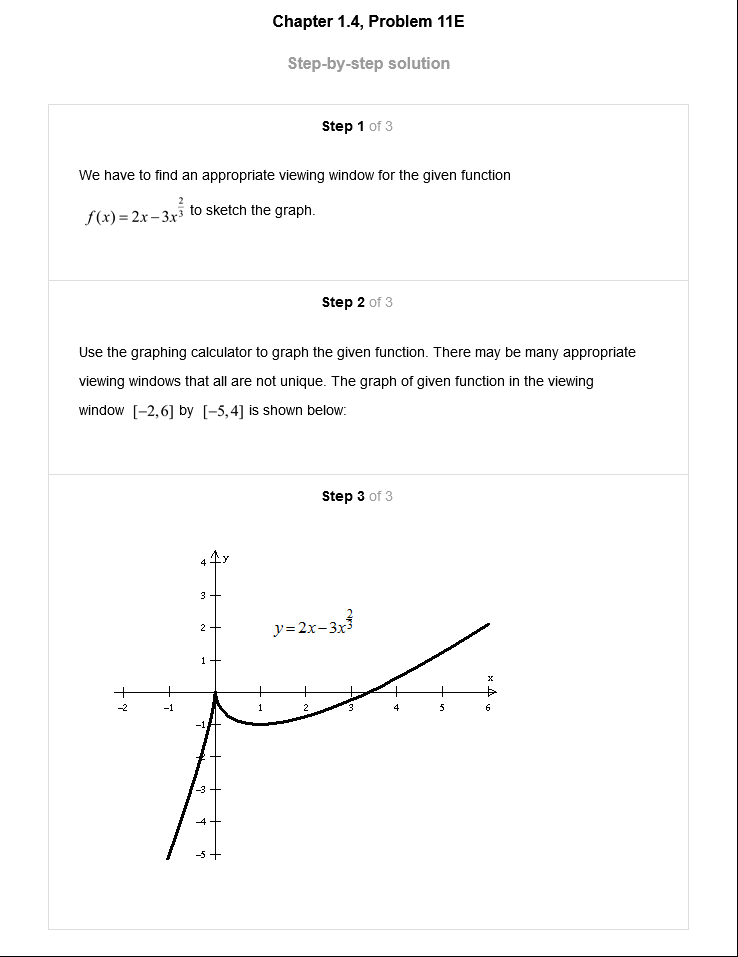 Chapter 1.4, Problem 11E
Step-by-step solution
Step 1 of 3
We have to find an appropriate viewing window for the given function
f(x) = 2x − 3x^(2/3) to sketch the graph.
Step 2 of 3
Use the graphing calculator to graph the given function. There may be many appropriate
viewing windows that all are not unique. The graph of given function in the viewing
window [−2,6] by [−5,4] is shown below:
Step 3 of 3
4 y
3
y = 2x − 3x^(2/3)
2
1
x
−2 −1 1 2 3 4 5 6
−1
−2
−3
−4
−5